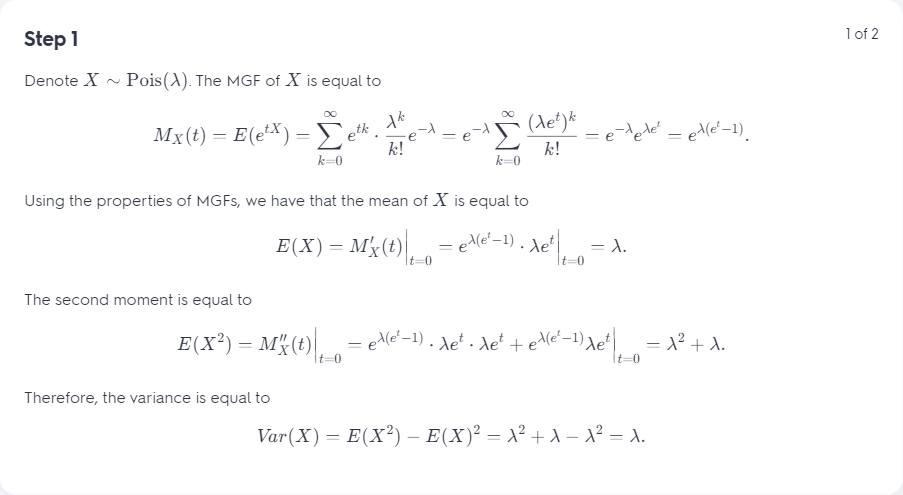 Step 1
1 of 2
Denote $X \sim \text{Pois}(\lambda)$. The MGF of $X$ is equal to
$M_X(t) = E(e^{tX}) = \sum_{k=0}^{\infty} e^{tk} \cdot \frac{\lambda^k}{k!} e^{-\lambda} = e^{-\lambda} \sum_{k=0}^{\infty} \frac{(\lambda e^t)^k}{k!} = e^{-\lambda} e^{\lambda e^t} = e^{\lambda(e^t-1)}.$
Using the properties of MGFs, we have that the mean of $X$ is equal to
$E(X) = M'_X(t)\Big|_{t=0} = e^{\lambda(e^t-1)} \cdot \lambda e^t\Big|_{t=0} = \lambda.$
The second moment is equal to
$E(X^2) = M''_X(t)\Big|_{t=0} = e^{\lambda(e^t-1)} \cdot \lambda e^t \cdot \lambda e^t + e^{\lambda(e^t-1)} \lambda e^t\Big|_{t=0} = \lambda^2 + \lambda.$
Therefore, the variance is equal to
$Var(X) = E(X^2) - E(X)^2 = \lambda^2 + \lambda - \lambda^2 = \lambda.$